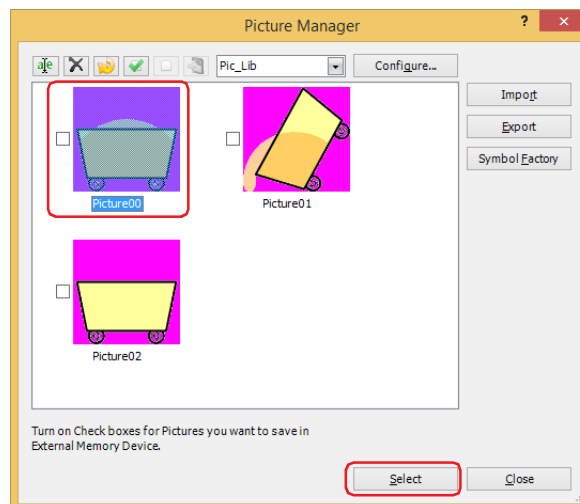 Picture Manager
?
aje
Pic_Lib
Configure...
Import
Export
Symbol Factory
Picture00
Picture01
Picture02
Turn on Check boxes for Pictures you want to save in
External Memory Device.
Select
Close